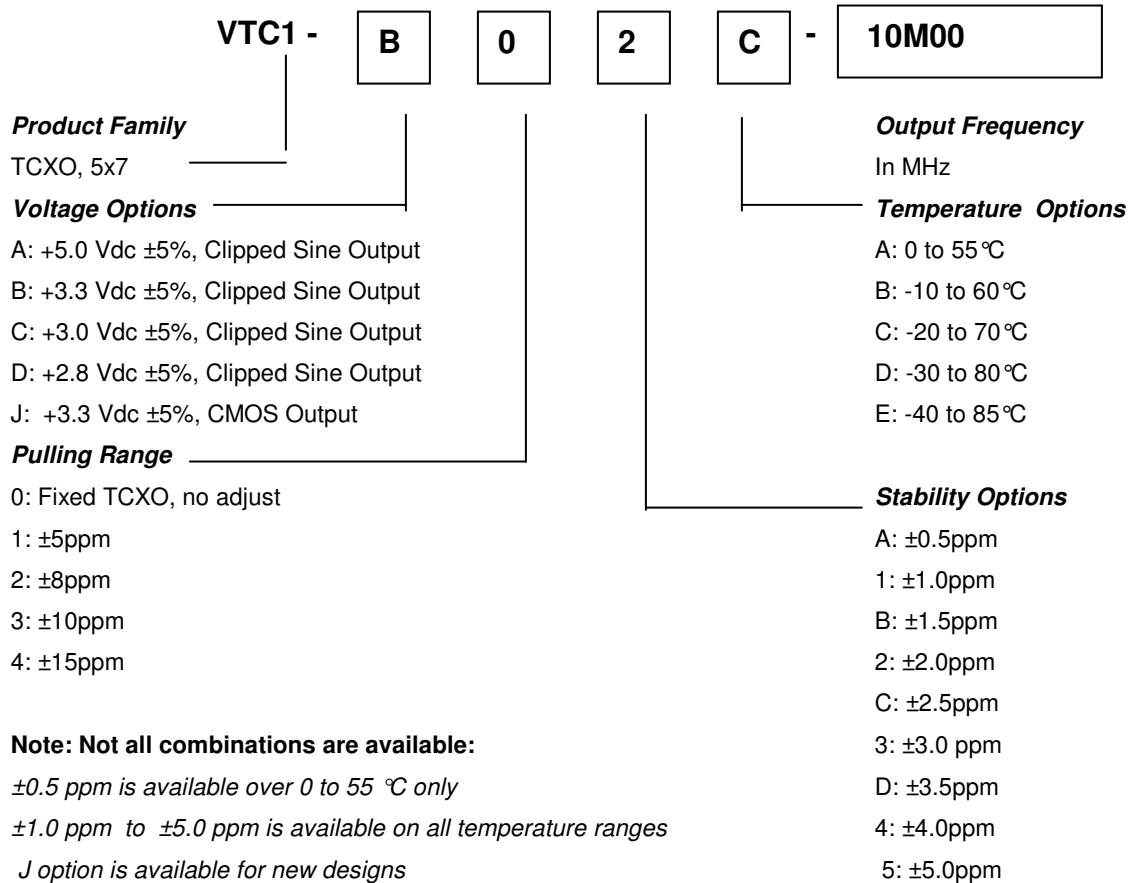 VTC1 - B 0 2 C - 10M00
Product Family
TCXO, 5x7
Voltage Options
A: +5.0 Vdc ±5%, Clipped Sine Output
B: +3.3 Vdc ±5%, Clipped Sine Output
C: +3.0 Vdc ±5%, Clipped Sine Output
D: +2.8 Vdc ±5%, Clipped Sine Output
J: +3.3 Vdc ±5%, CMOS Output
Pulling Range
0: Fixed TCXO, no adjust
1: ±5ppm
2: ±8ppm
3: ±10ppm
4: ±15ppm
Note: Not all combinations are available:
±0.5 ppm is available over 0 to 55 °C only
±1.0 ppm to ±5.0 ppm is available on all temperature ranges
J option is available for new designs
Output Frequency
In MHz
Temperature Options
A: 0 to 55°C
B: -10 to 60°C
C: -20 to 70°C
D: -30 to 80°C
E: -40 to 85°C
Stability Options
A: ±0.5ppm
1: ±1.0ppm
B: ±1.5ppm
2: ±2.0ppm
C: ±2.5ppm
3: ±3.0 ppm
D: ±3.5ppm
4: ±4.0ppm
5: ±5.0ppm